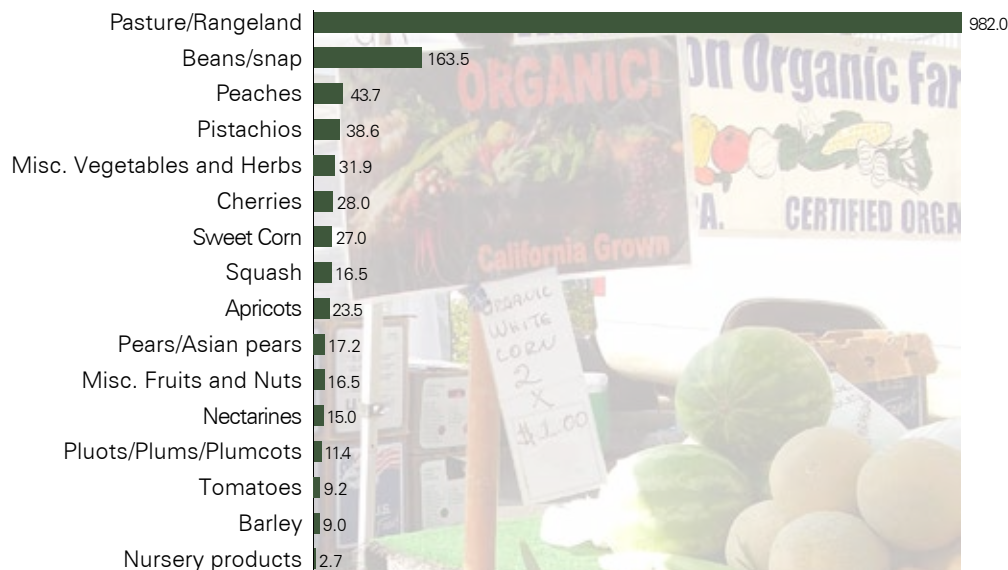 Pasture/Rangeland 982.0
Beans/snap 163.5
Peaches 43.7
Pistachios 38.6
Misc. Vegetables and Herbs 31.9
Cherries 28.0
Sweet Corn 27.0
Squash 16.5
Apricots 23.5
Pears/Asian pears 17.2
Misc. Fruits and Nuts 16.5
Nectarines 15.0
Pluots/Plums/Plumcots 11.4
Tomatoes 9.2
Barley 9.0
Nursery products 2.7
ORGANIC!
California Grown
on Organic Far
CA.
CERTIFIED ORGA
ORGANIC
WHITE
CORN
2
X
$1.00